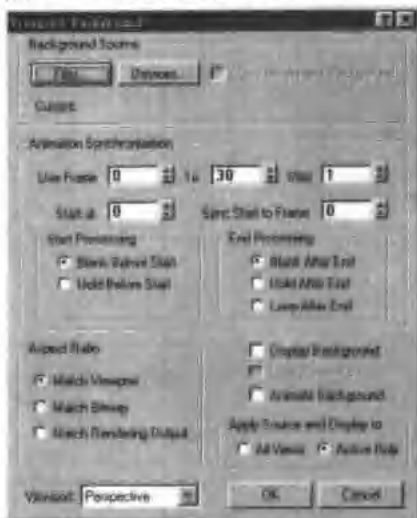 Viewport Background
Background Source
Files... Devices...
Current:
Animation Synchronization
Use Frame 0 To 30 Step 1
Start at 0 Sync Start to Frame 0
Start Processing
Blank Before Start
Hold Before Start
End Processing
Blank After End
Hold After End
Loop After End
Aspect Ratio
Match Viewport
Match Bitmap
Match Rendering Output
Display Background
Animate Background
Apply Source and Display to
All Views Active Only
Viewport: Perspective OK Cancel